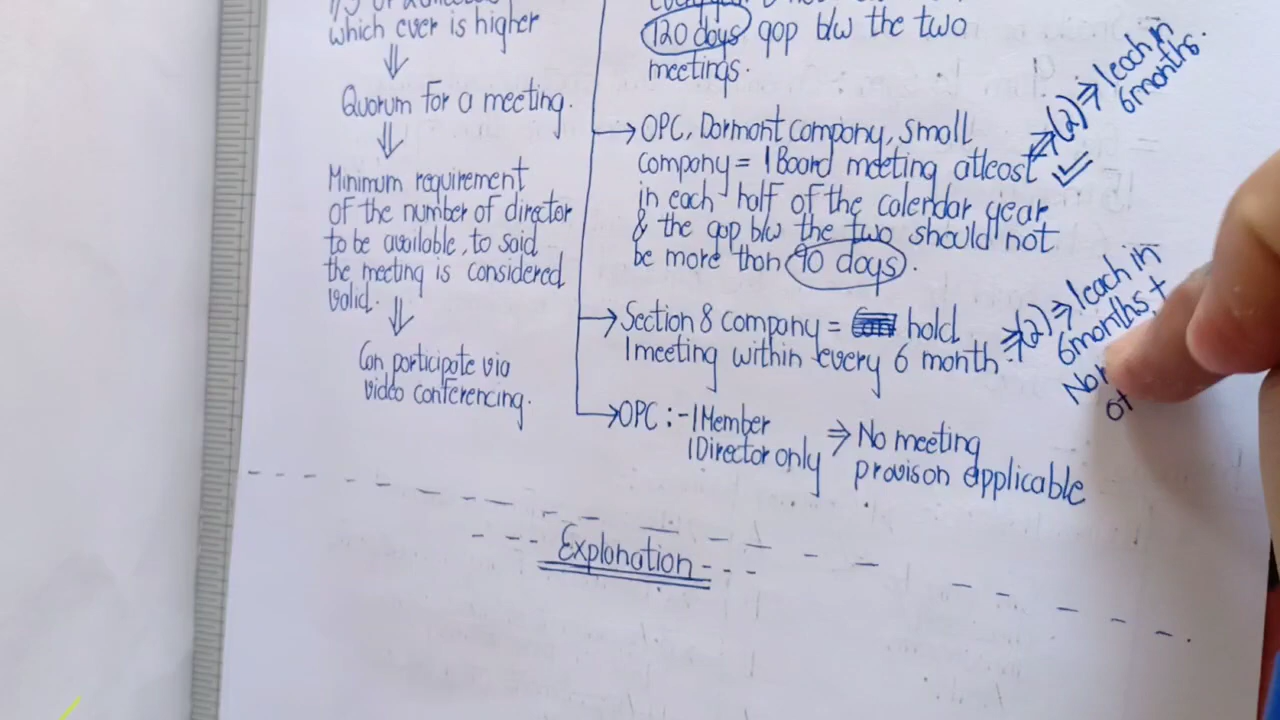 which ever is higher
Quorum for a meeting.
Minimum requirement
of the number of director
to be available, to said
the meeting is considered
valid.
Can participate via
video conferencing.
120 days gap b/w the two
meetings.
OPC, Dormant company, small
company = 1 Board meeting atleast
in each half of the calendar year
& the gap b/w the two should not
be more than 90 days.
(2) ⇒ 1 each in
6 months.
Section 8 company = hold
1 meeting within every 6 month.
⇒ (2) ⇒ 1 each in
6 months +
OPC :- 1 Member
1 Director only
⇒ No meeting
provison applicable
Explanation